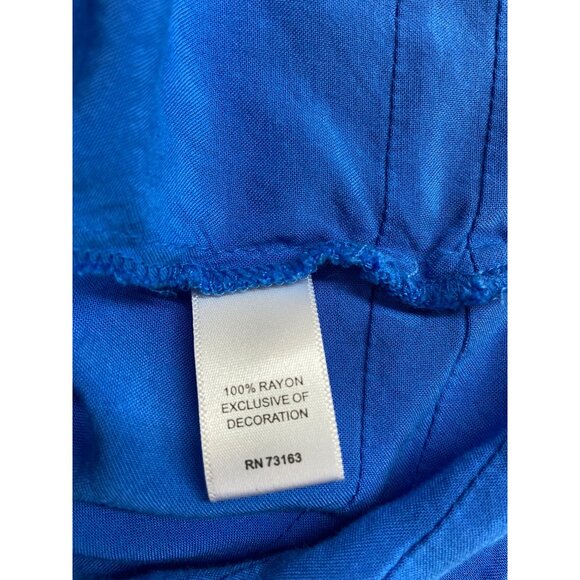 100% RAYON
EXCLUSIVE OF
DECORATION
RN 73163